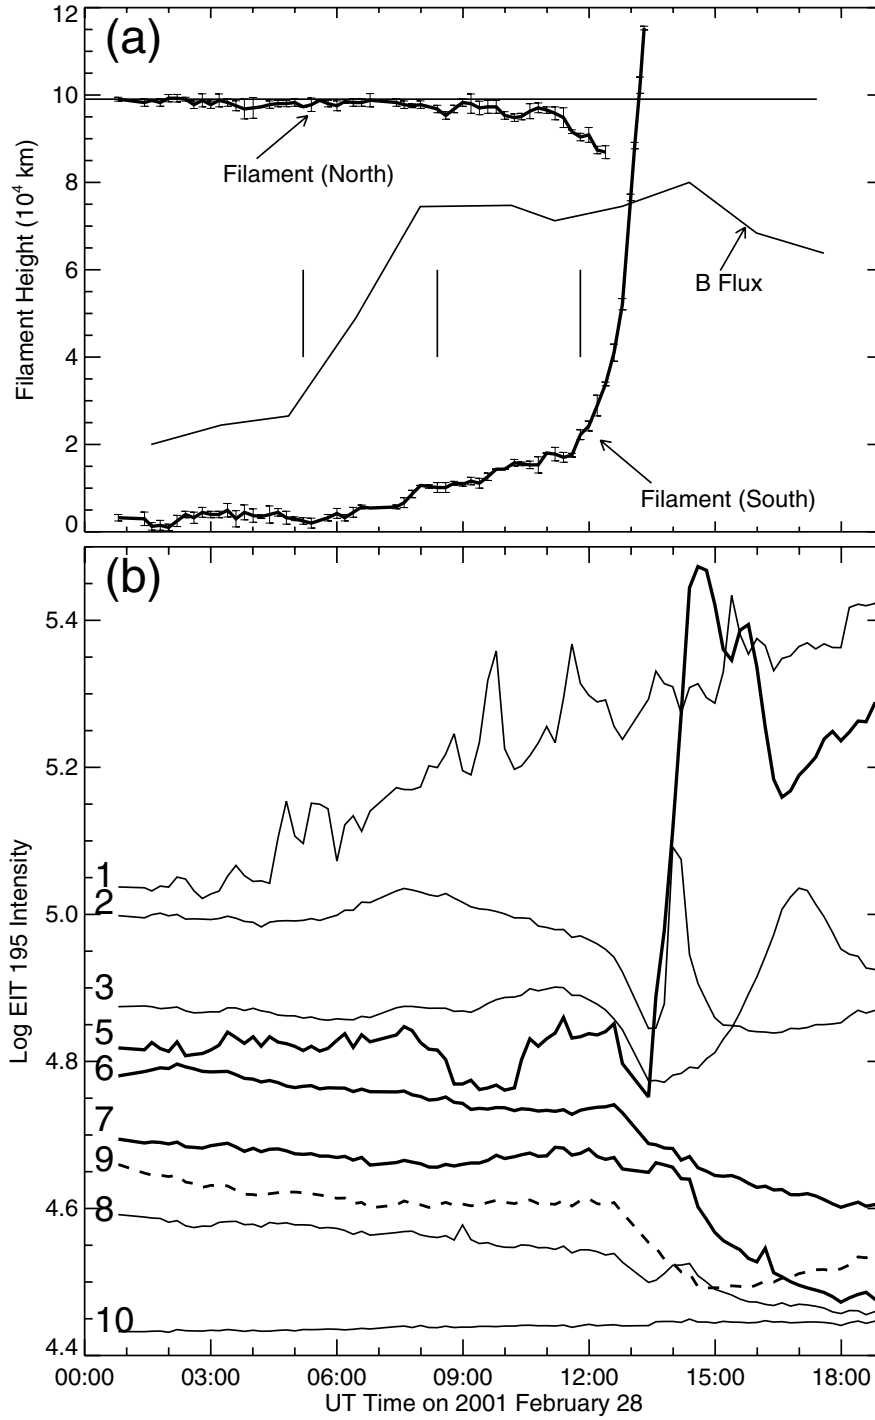 (a)
12
10
8
6
4
2
0
Filament Height (10⁴ km)
Filament (North)
B Flux
Filament (South)
(b)
5.4
5.2
5.0
4.8
4.6
4.4
Log EIT 195 Intensity
1
2
3
5
6
7
9
8
10
00:00 03:00 06:00 09:00 12:00 15:00 18:00
UT Time on 2001 February 28